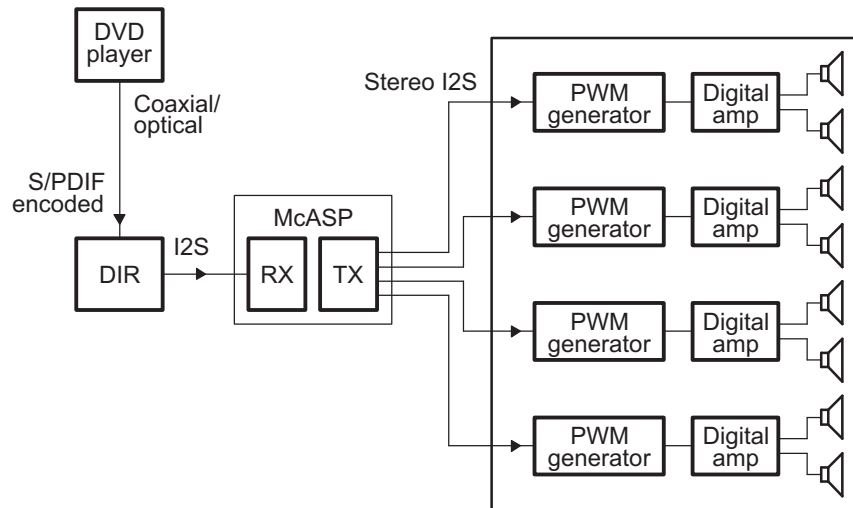 DVD
player
Coaxial/
optical
S/PDIF
encoded
DIR
I2S
McASP
RX
TX
Stereo I2S
PWM
generator
Digital
amp
PWM
generator
Digital
amp
PWM
generator
Digital
amp
PWM
generator
Digital
amp